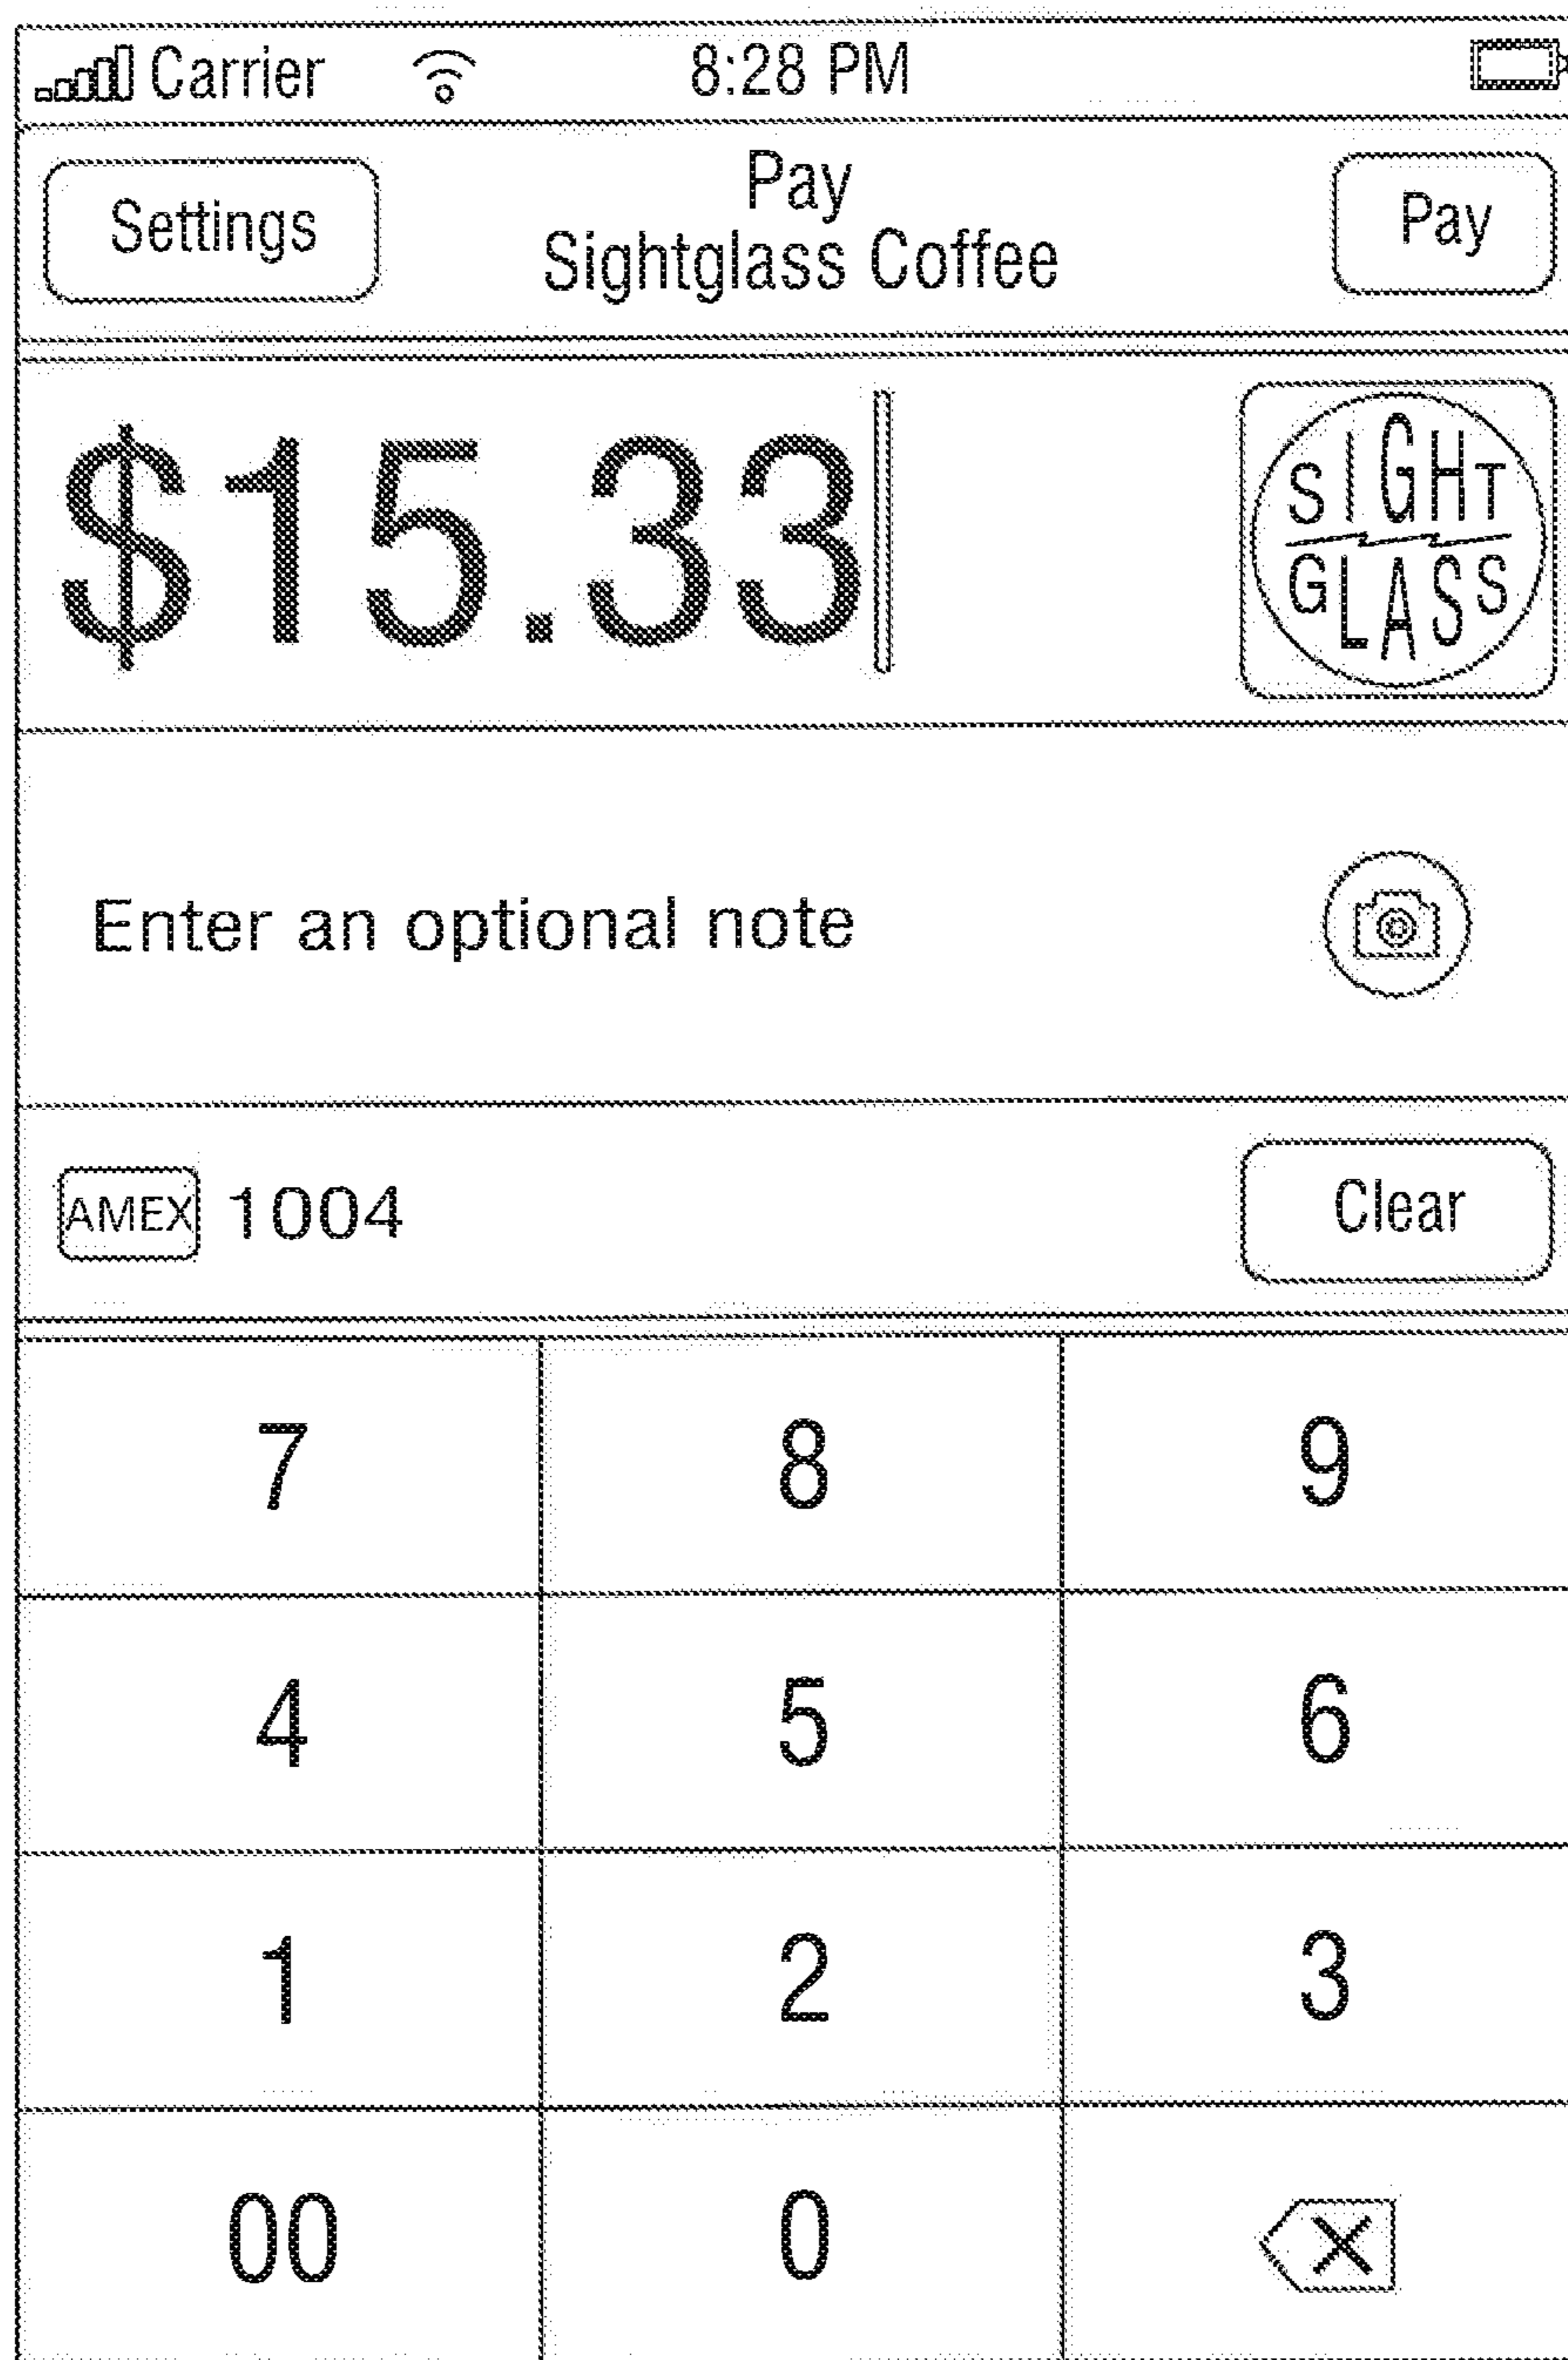 Carrier 8:28 PM
Settings
Pay
Sightglass Coffee
Pay
$15.33
SIGHT
GLASS
Enter an optional note
AMEX 1004
Clear
7 8 9
4 5 6
1 2 3
00 0